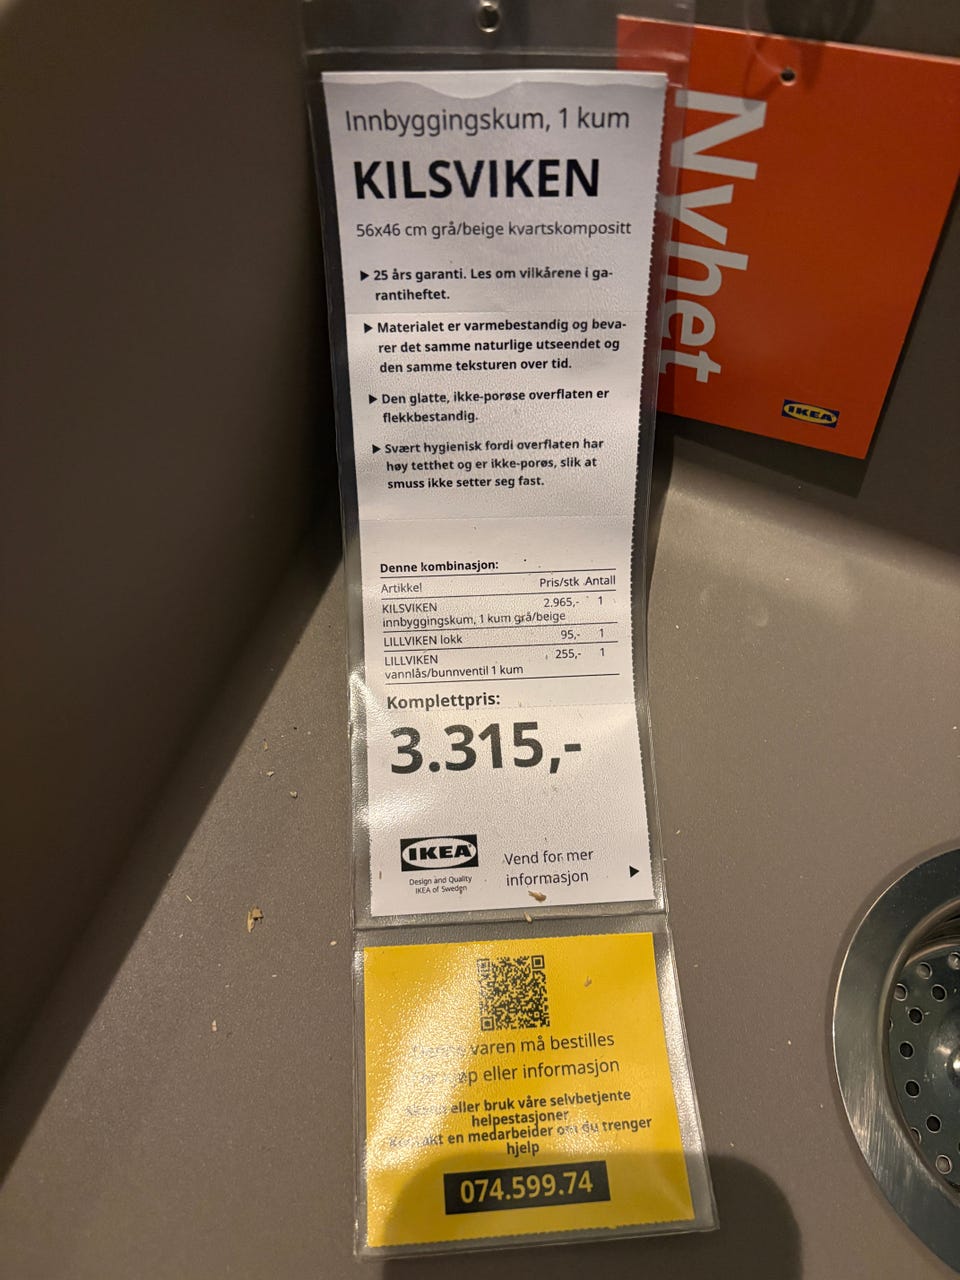 Innbyggingskum, 1 kum
KILSVIKEN
56x46 cm grå/beige kvartskompositt
▶ 25 års garanti. Les om vilkårene i ga-
rantiheftet.
▶ Materialet er varmebestandig og beva-
rer det samme naturlige utseendet og
den samme teksturen over tid.
▶ Den glatte, ikke-porøse overflaten er
flekkbestandig.
▶ Svært hygienisk fordi overflaten har
høy tetthet og er ikke-porøs, slik at
smuss ikke setter seg fast.
Denne kombinasjon:
Artikkel Pris/stk Antall
KILSVIKEN 2.965,- 1
innbyggingskum, 1 kum grå/beige
LILLVIKEN lokk 95,- 1
LILLVIKEN 255,- 1
vannlås/bunnventil 1 kum
Komplettpris:
3.315,-
IKEA
Design and Quality
IKEA of Sweden
Vend for mer
informasjon ▶
varen må bestilles
eller informasjon
eller bruk våre selvbetjente
helpestasjoner
Kontakt en medarbeider om du trenger
hjelp
074.599.74
Nyhet
IKEA